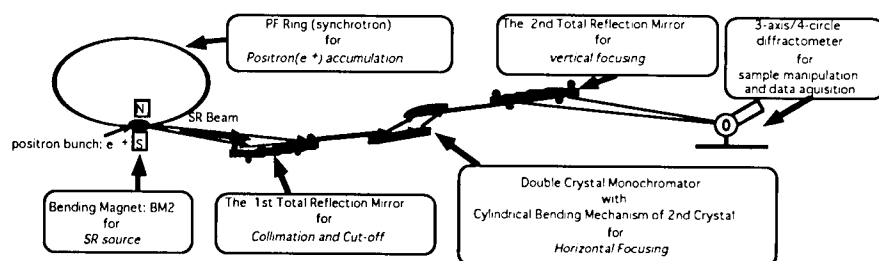 PF Ring (synchrotron)
for
Positron(e +) accumulation
The 2nd Total Reflection Mirror
for
vertical focusing
3-axis/4-circle
diffractometer
for
sample manipulation
and data aquisition
N
SR Beam
positron bunch; e +
S
Bending Magnet: BM2
for
SR source
The 1st Total Reflection Mirror
for
Collimation and Cut-off
Double Crystal Monochromator
with
Cylindrical Bending Mechanism of 2nd Crystal
for
Horizontal Focusing